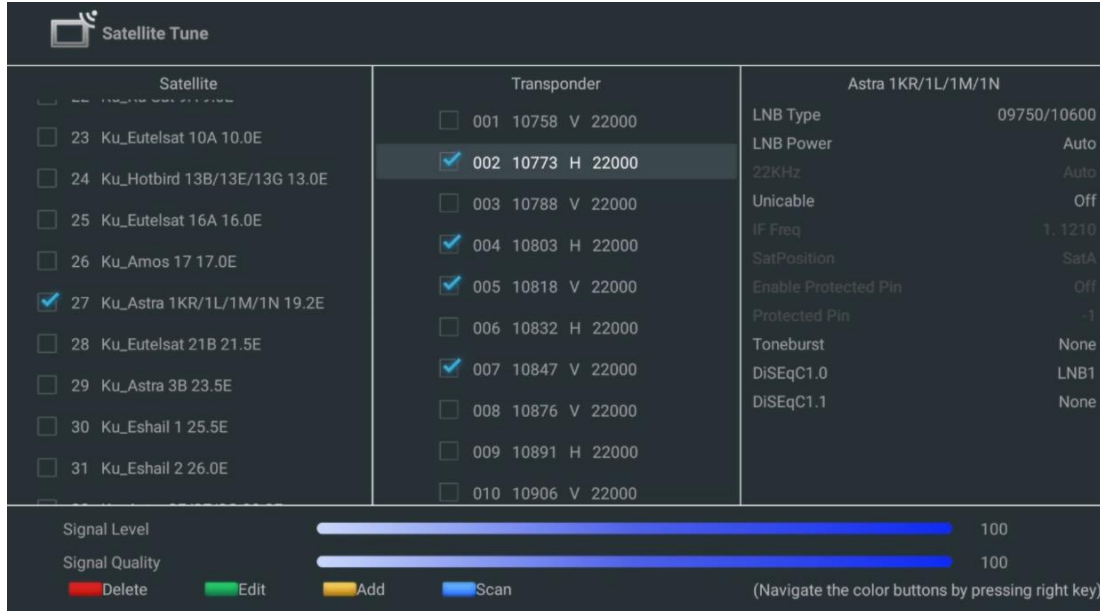 Satellite Tune
Satellite
23 Ku_Eutelsat 10A 10.0E
24 Ku_Hotbird 13B/13E/13G 13.0E
25 Ku_Eutelsat 16A 16.0E
26 Ku_Amos 17 17.0E
27 Ku_Astra 1KR/1L/1M/1N 19.2E
28 Ku_Eutelsat 21B 21.5E
29 Ku_Astra 3B 23.5E
30 Ku_Eshail 1 25.5E
31 Ku_Eshail 2 26.0E
Transponder
001 10758 V 22000
002 10773 H 22000
003 10788 V 22000
004 10803 H 22000
005 10818 V 22000
006 10832 H 22000
007 10847 V 22000
008 10876 V 22000
009 10891 H 22000
010 10906 V 22000
Astra 1KR/1L/1M/1N
LNB Type 09750/10600
LNB Power Auto
22KHz Auto
Unicable Off
IF Freq 1. 1210
SatPosition SatA
Enable Protected Pin Off
Protected Pin -1
Toneburst None
DiSEqC1.0 LNB1
DiSEqC1.1 None
Signal Level 100
Signal Quality 100
Delete Edit Add Scan (Navigate the color buttons by pressing right key)